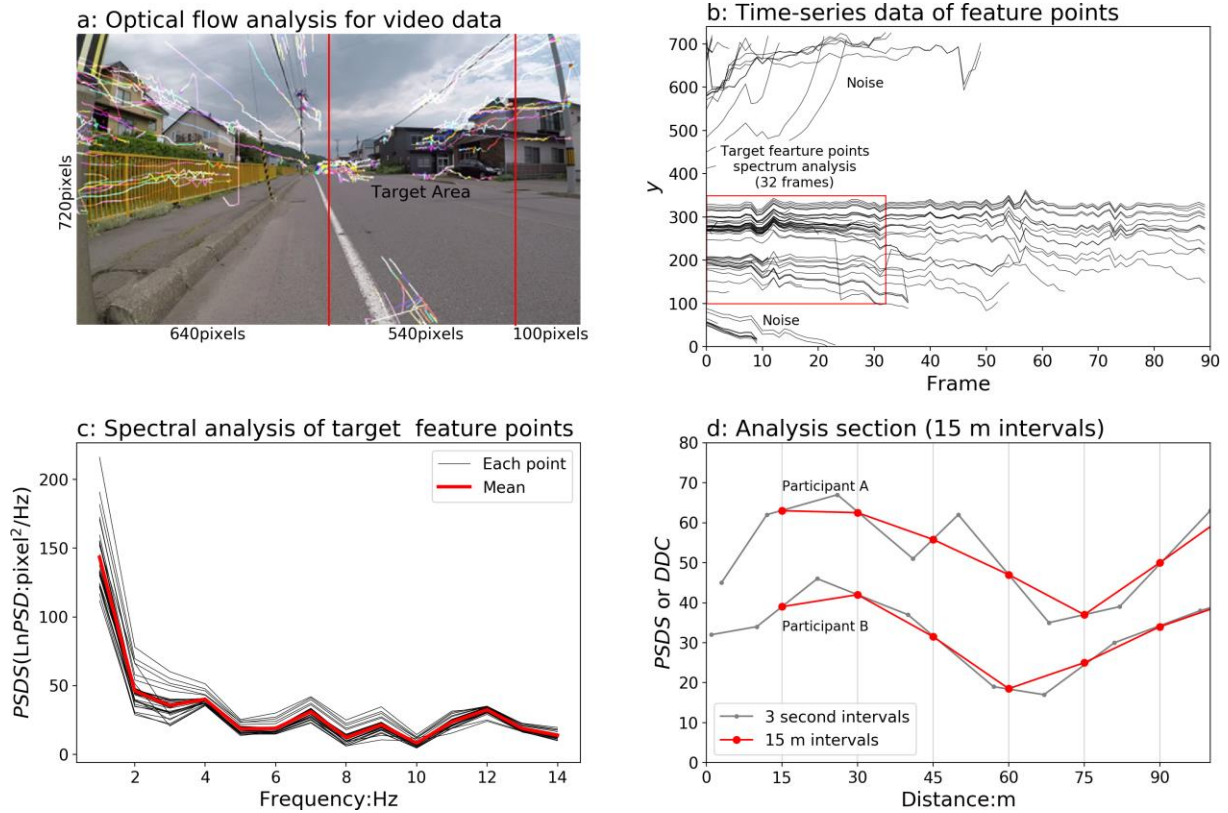 a: Optical flow analysis for video data
720pixels
Target Area
640pixels
540pixels
100pixels
b: Time-series data of feature points
y
700
600
500
400
300
200
100
0
Noise
Target fearture points
spectrum analysis
(32 frames)
Noise
0 10 20 30 40 50 60 70 80 90
Frame
c: Spectral analysis of target feature points
PSDS(LnPSD:pixel²/Hz)
200
150
100
50
0
Each point
Mean
2 4 6 8 10 12 14
Frequency:Hz
d: Analysis section (15 m intervals)
PSDS or DDC
80
70
60
50
40
30
20
10
0
Participant A
Participant B
3 second intervals
15 m intervals
0 15 30 45 60 75 90
Distance:m